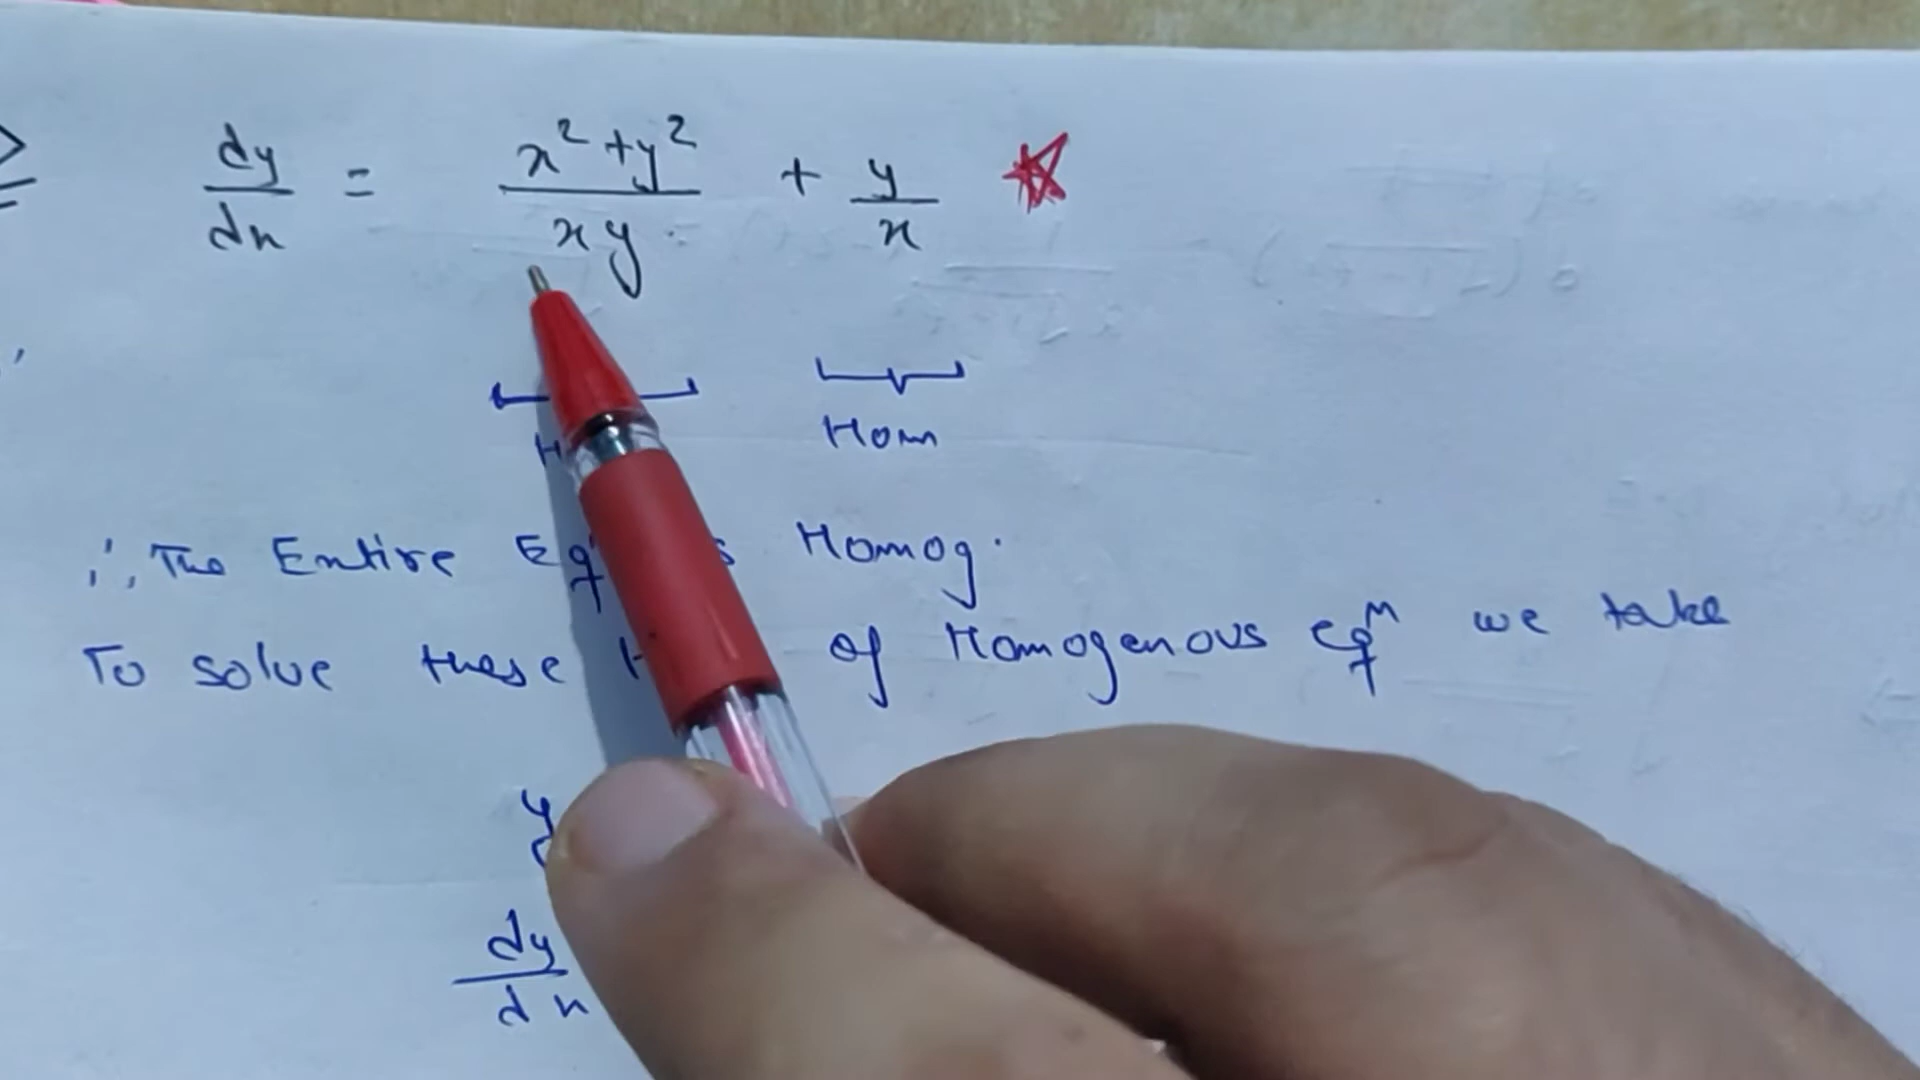 dy/dx = x²+y²/xy + y/x
Hom
∴ The Entire Homog.
To solve these of Homogenous eqⁿ we take
y
dy/dx